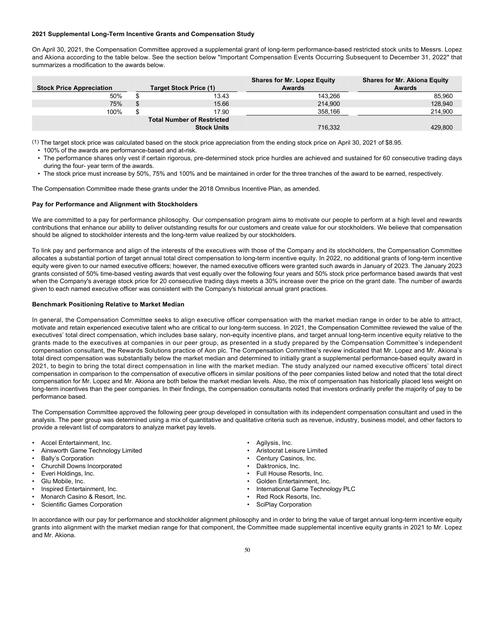 2021 Supplemental Long-Term Incentive Grants and Compensation Study
On April 30, 2021, the Compensation Committee approved a supplemental grant of long-term performance-based restricted stock units to Messrs. Lopez
and Akiona according to the table below. See the section below "Important Compensation Events Occurring Subsequent to December 31, 2022" that
summarizes a modification to the awards below.
Stock Price Appreciation Target Stock Price (1) Shares for Mr. Lopez Equity Awards Shares for Mr. Akiona Equity Awards
50% $ 13.43 143,266 85,960
75% $ 15.66 214,900 128,940
100% $ 17.90 358,166 214,900
Total Number of Restricted
Stock Units 716,332 429,800
(1) The target stock price was calculated based on the stock price appreciation from the ending stock price on April 30, 2021 of $8.95.
• 100% of the awards are performance-based and at-risk.
• The performance shares only vest if certain rigorous, pre-determined stock price hurdles are achieved and sustained for 60 consecutive trading days
during the four- year term of the awards.
• The stock price must increase by 50%, 75% and 100% and be maintained in order for the three tranches of the award to be earned, respectively.
The Compensation Committee made these grants under the 2018 Omnibus Incentive Plan, as amended.
Pay for Performance and Alignment with Stockholders
We are committed to a pay for performance philosophy. Our compensation program aims to motivate our people to perform at a high level and rewards
contributions that enhance our ability to deliver outstanding results for our customers and create value for our stockholders. We believe that compensation
should be aligned to stockholder interests and the long-term value realized by our stockholders.
To link pay and performance and align of the interests of the executives with those of the Company and its stockholders, the Compensation Committee
allocates a substantial portion of target annual total direct compensation to long-term incentive equity. In 2022, no additional grants of long-term incentive
equity were given to our named executive officers; however, the named executive officers were granted such awards in January of 2023. The January 2023
grants consisted of 50% time-based vesting awards that vest equally over the following four years and 50% stock price performance based awards that vest
when the Company's average stock price for 20 consecutive trading days meets a 30% increase over the price on the grant date. The number of awards
given to each named executive officer was consistent with the Company's historical annual grant practices.
Benchmark Positioning Relative to Market Median
In general, the Compensation Committee seeks to align executive officer compensation with the market median range in order to be able to attract,
motivate and retain experienced executive talent who are critical to our long-term success. In 2021, the Compensation Committee reviewed the value of the
executives' total direct compensation, which includes base salary, non-equity incentive plans, and target annual long-term incentive equity relative to the
grants made to the executives at companies in our peer group, as presented in a study prepared by the Compensation Committee's independent
compensation consultant, the Rewards Solutions practice of Aon plc. The Compensation Committee's review indicated that Mr. Lopez and Mr. Akiona's
total direct compensation was substantially below the market median and determined to initially grant a supplemental performance-based equity award in
2021, to begin to bring the total direct compensation in line with the market median. The study analyzed our named executive officers' total direct
compensation in comparison to the compensation of executive officers in similar positions of the peer companies listed below and noted that the total direct
compensation for Mr. Lopez and Mr. Akiona are both below the market median levels. Also, the mix of compensation has historically placed less weight on
long-term incentives than the peer companies. In their findings, the compensation consultants noted that investors ordinarily prefer the majority of pay to be
performance based.
The Compensation Committee approved the following peer group developed in consultation with its independent compensation consultant and used in the
analysis. The peer group was determined using a mix of quantitative and qualitative criteria such as revenue, industry, business model, and other factors to
provide a relevant list of comparators to analyze market pay levels.
• Accel Entertainment, Inc. • Agilysis, Inc.
• Ainsworth Game Technology Limited • Aristocrat Leisure Limited
• Bally's Corporation • Century Casinos, Inc.
• Churchill Downs Incorporated • Daktronics, Inc.
• Everi Holdings, Inc. • Full House Resorts, Inc.
• Glu Mobile, Inc. • Golden Entertainment, Inc.
• Inspired Entertainment, Inc. • International Game Technology PLC
• Monarch Casino & Resort, Inc. • Red Rock Resorts, Inc.
• Scientific Games Corporation • SciPlay Corporation
In accordance with our pay for performance and stockholder alignment philosophy and in order to bring the value of target annual long-term incentive equity
grants into alignment with the market median range for that component, the Committee made supplemental incentive equity grants in 2021 to Mr. Lopez
and Mr. Akiona.
50